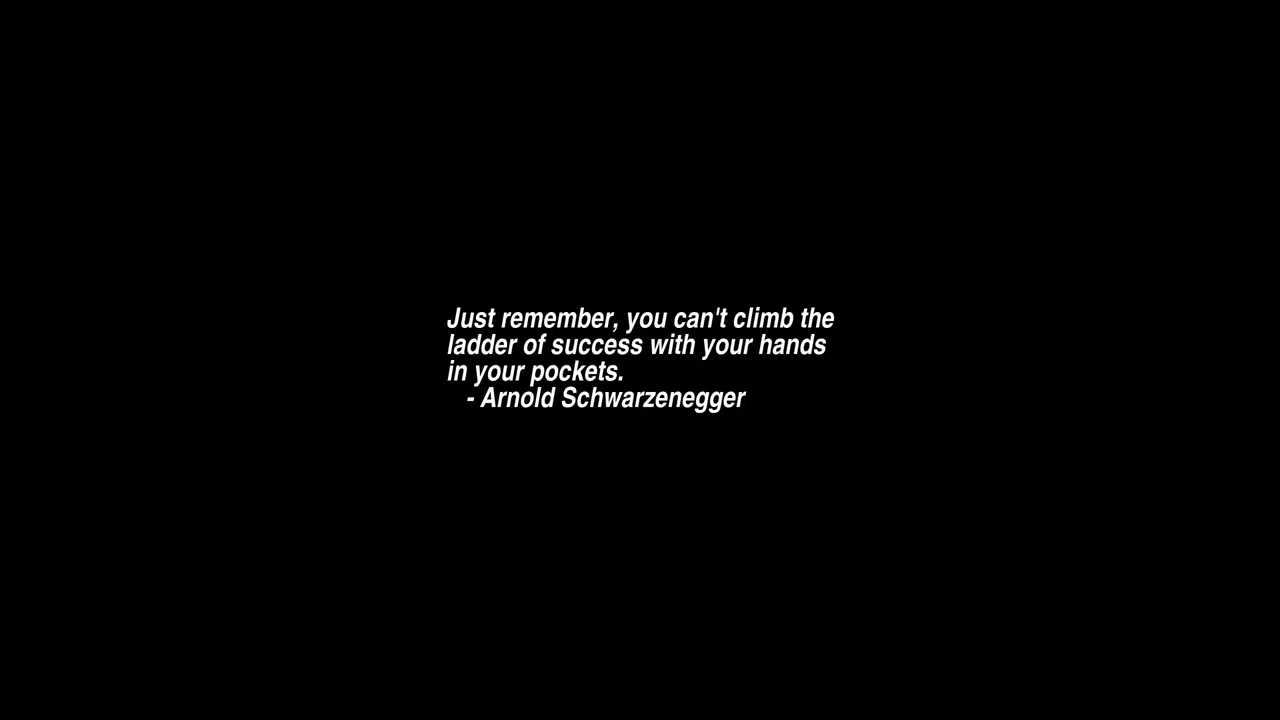 Just remember, you can't climb the
ladder of success with your hands
in your pockets.
- Arnold Schwarzenegger